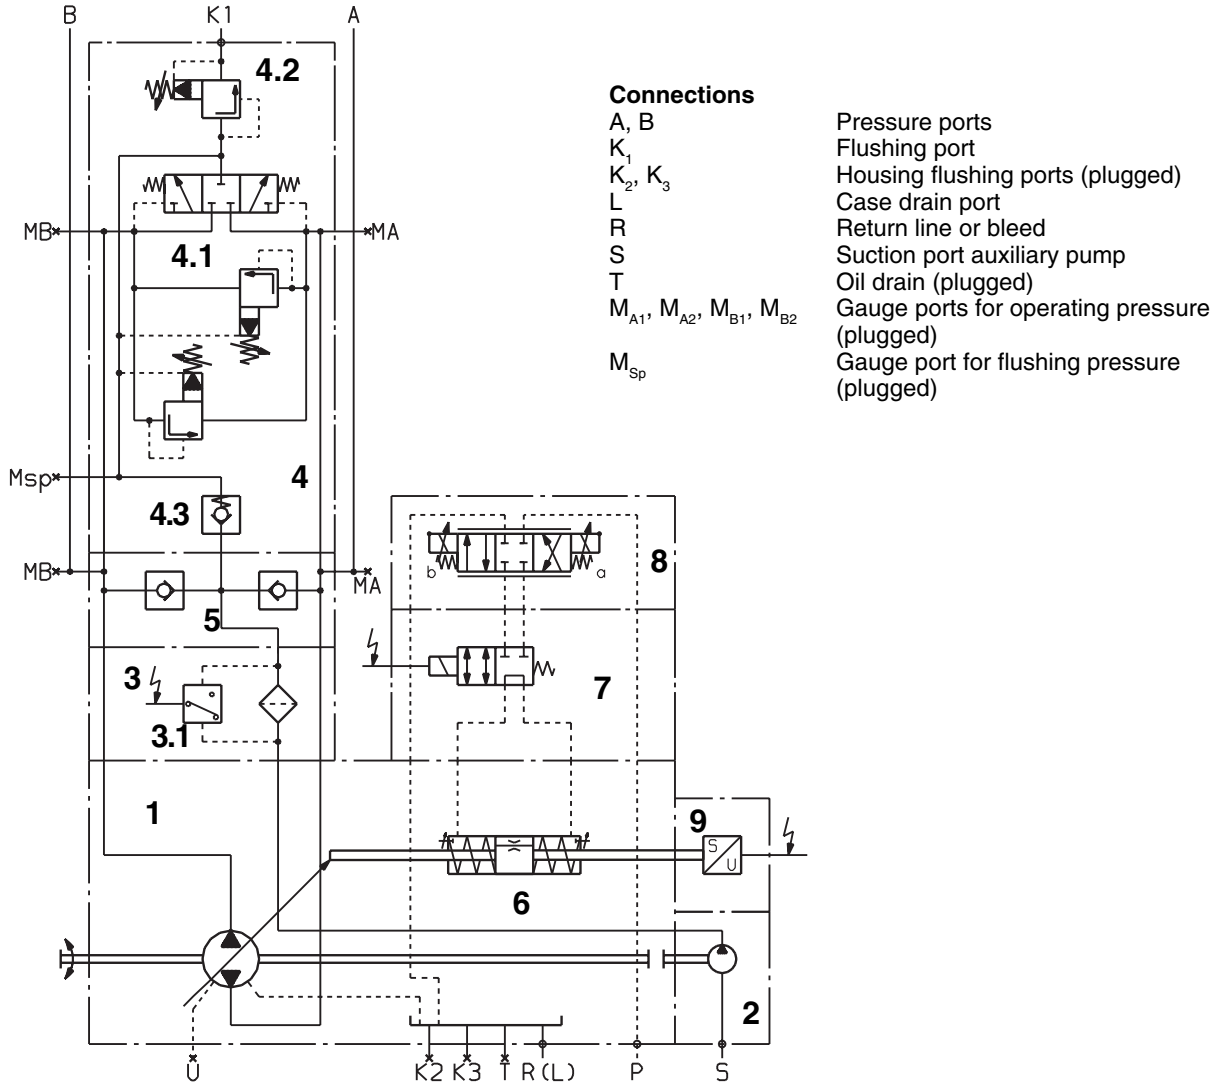 B K1 A
4.2
MB MA
4.1
Msp
4
4.3
MB MA
5
b a 8
3
3.1
7
1
9
S
U
6
2
U K2 K3 T R(L) P S
Connections
A, B Pressure ports
K1 Flushing port
K2, K3 Housing flushing ports (plugged)
L Case drain port
R Return line or bleed
S Suction port auxiliary pump
T Oil drain (plugged)
MA1, MA2, MB1, MB2 Gauge ports for operating pressure
(plugged)
MSp Gauge port for flushing pressure
(plugged)